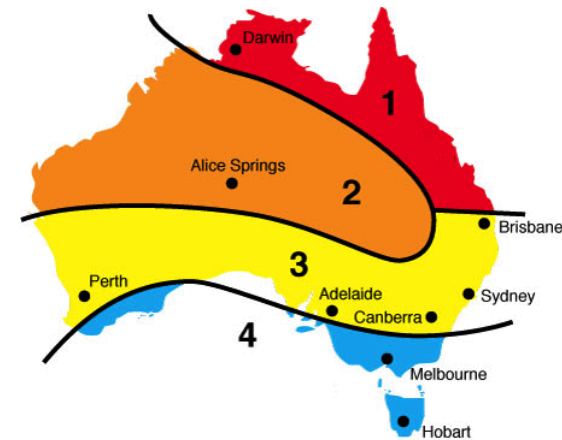 Darwin
1
Alice Springs
2
Brisbane
3
Perth
Adelaide
Sydney
Canberra
4
Melbourne
Hobart